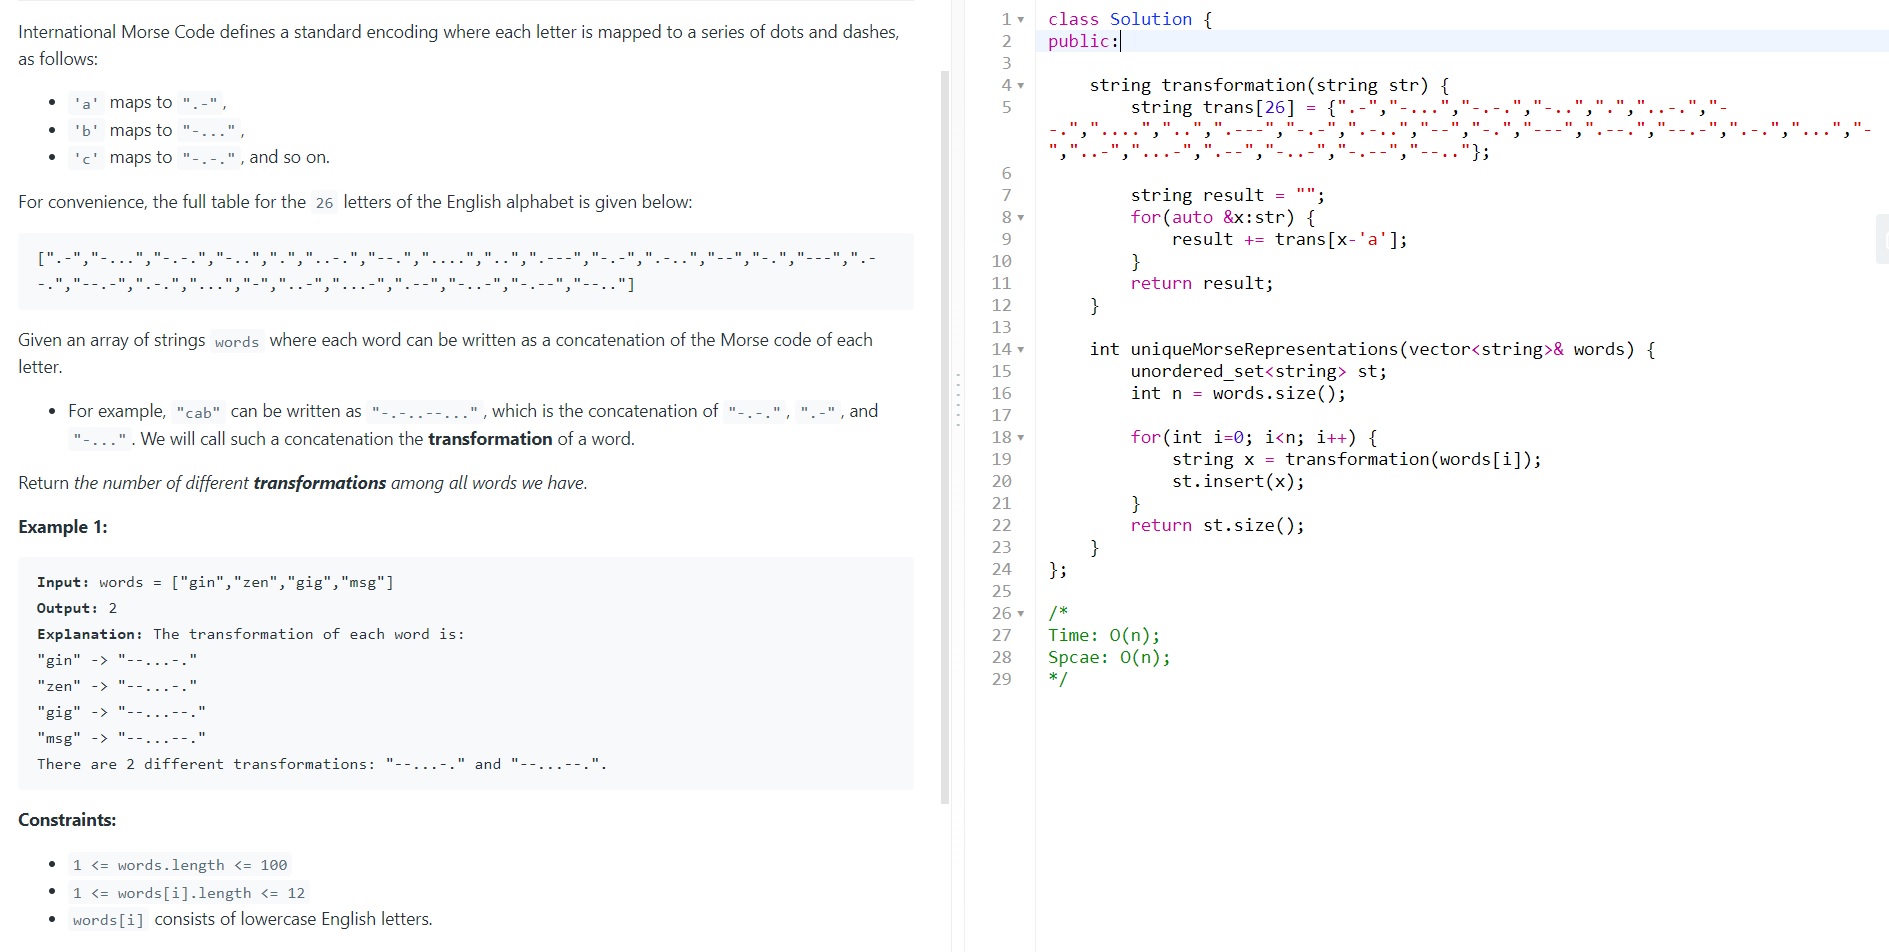 International Morse Code defines a standard encoding where each letter is mapped to a series of dots and dashes,
as follows:
• 'a' maps to ".-",
• 'b' maps to "-...",
• 'c' maps to "-.-.", and so on.
For convenience, the full table for the 26 letters of the English alphabet is given below:
[".-","-...","-.-.","-..",".","..-.","--.","....","..",".---","-.-",".-..","--","-.","---",".-
-.","--.-",".-.","...","-","..-","...-",".--","-..-","-.--","--.."]
Given an array of strings words where each word can be written as a concatenation of the Morse code of each
letter.
• For example, "cab" can be written as "-.-..--...", which is the concatenation of "-.-.", ".-", and
"-...". We will call such a concatenation the transformation of a word.
Return the number of different transformations among all words we have.
Example 1:
Input: words = ["gin","zen","gig","msg"]
Output: 2
Explanation: The transformation of each word is:
"gin" -> "--...-."
"zen" -> "--...-."
"gig" -> "--...--."
"msg" -> "--...--."
There are 2 different transformations: "--...-." and "--...--.".
Constraints:
• 1 <= words.length <= 100
• 1 <= words[i].length <= 12
• words[i] consists of lowercase English letters.
1 class Solution {
2 public:
3
4 string transformation(string str) {
5 string trans[26] = {".-","-...","-.-.","-..",".","..-.","-
-.","....","..",".---","-.-",".-..","--","-.","---",".--.","--.-",".-.","...","-
","..-","...-",".--","-..-","-.--","--.."};
6
7 string result = "";
8 for(auto &x:str) {
9 result += trans[x-'a'];
10 }
11 return result;
12 }
13
14 int uniqueMorseRepresentations(vector<string>& words) {
15 unordered_set<string> st;
16 int n = words.size();
17
18 for(int i=0; i<n; i++) {
19 string x = transformation(words[i]);
20 st.insert(x);
21 }
22 return st.size();
23 }
24 };
25
26 /*
27 Time: O(n);
28 Spcae: O(n);
29 */